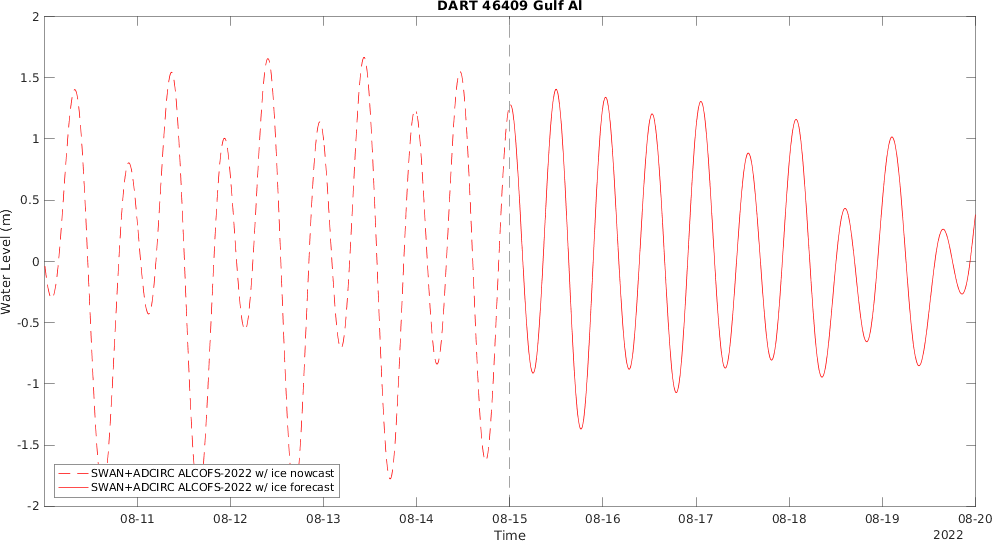 DART 46409 Gulf Al
2
1.5
1
0.5
0
-0.5
-1
-1.5
-2
Water Level (m)
SWAN+ADCIRC ALCOFS-2022 w/ ice nowcast
SWAN+ADCIRC ALCOFS-2022 w/ ice forecast
08-11 08-12 08-13 08-14 08-15 08-16 08-17 08-18 08-19 08-20
Time
2022